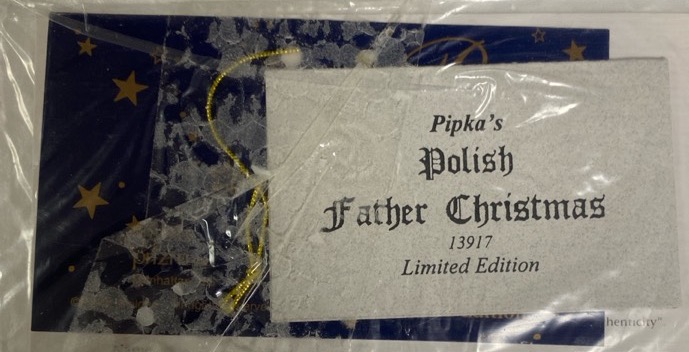 Pipka's
Polish
Father Christmas
13917
Limited Edition